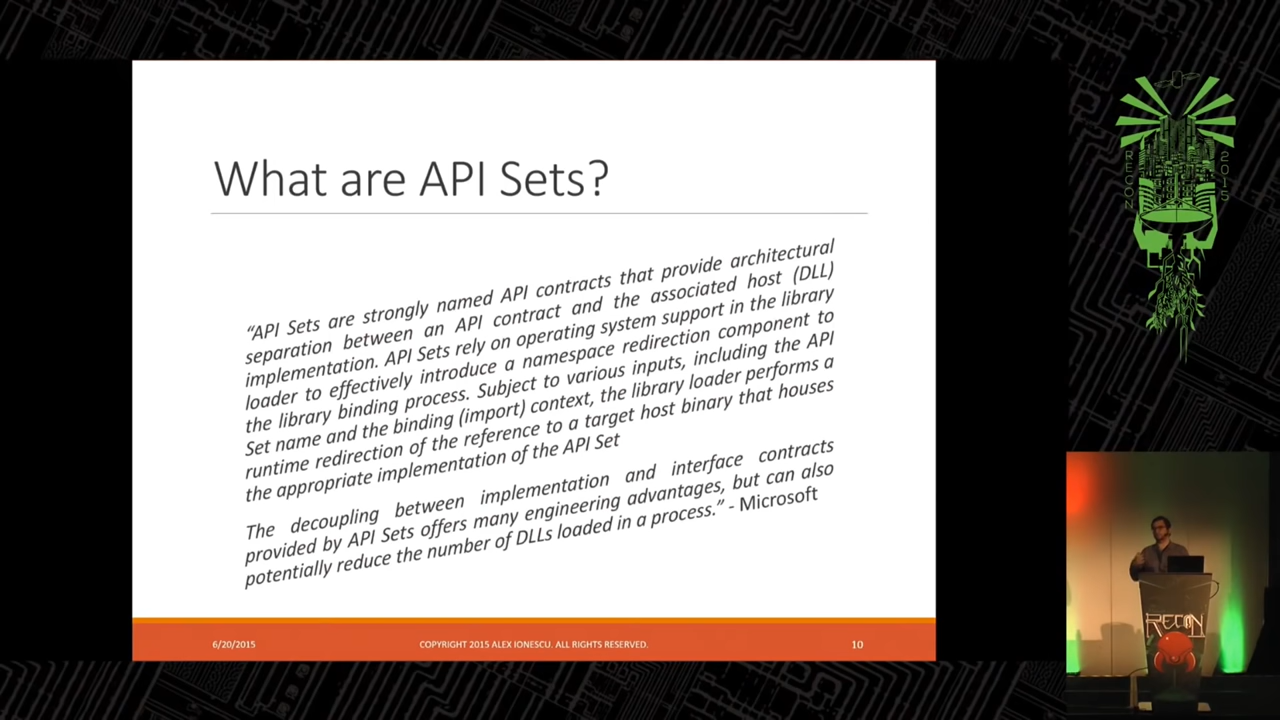 What are API Sets?
“API Sets are strongly named API contracts that provide architectural
separation between an API contract and the associated host (DLL)
implementation. API Sets rely on operating system support in the library
loader to effectively introduce a namespace redirection component to
the library binding process. Subject to various inputs, including the API
Set name and the binding (import) context, the library loader performs a
runtime redirection of the reference to a target host binary that houses
the appropriate implementation of the API Set
The decoupling between implementation and interface contracts
provided by API Sets offers many engineering advantages, but can also
potentially reduce the number of DLLs loaded in a process.” - Microsoft
6/20/2015
COPYRIGHT 2015 ALEX IONESCU. ALL RIGHTS RESERVED.
10
RECON
2015
RECON